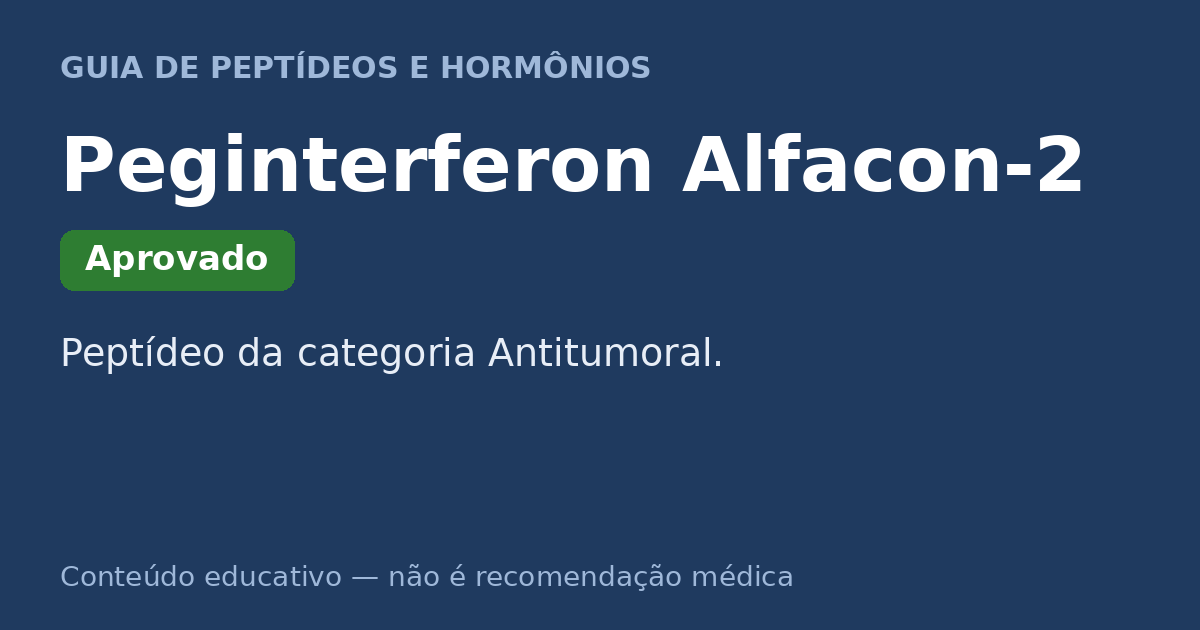 GUIA DE PEPTÍDEOS E HORMÔNIOS
Peginterferon Alfacon-2
Aprovado
Peptídeo da categoria Antitumoral.
Conteúdo educativo — não é recomendação médica